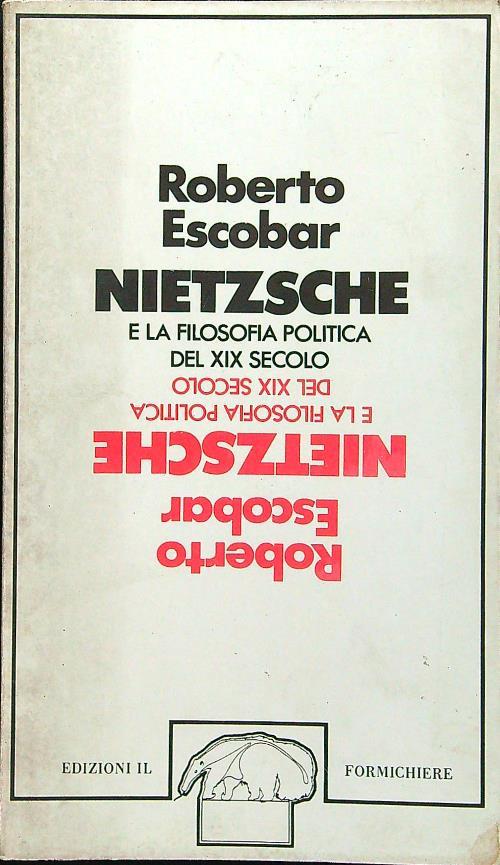 Roberto
Escobar
NIETZSCHE
E LA FILOSOFIA POLITICA
DEL XIX SECOLO
DEL XIX SECOLO
E LA FILOSOFIA POLITICA
NIETZSCHE
Escobar
Roberto
EDIZIONI IL FORMICHIERE